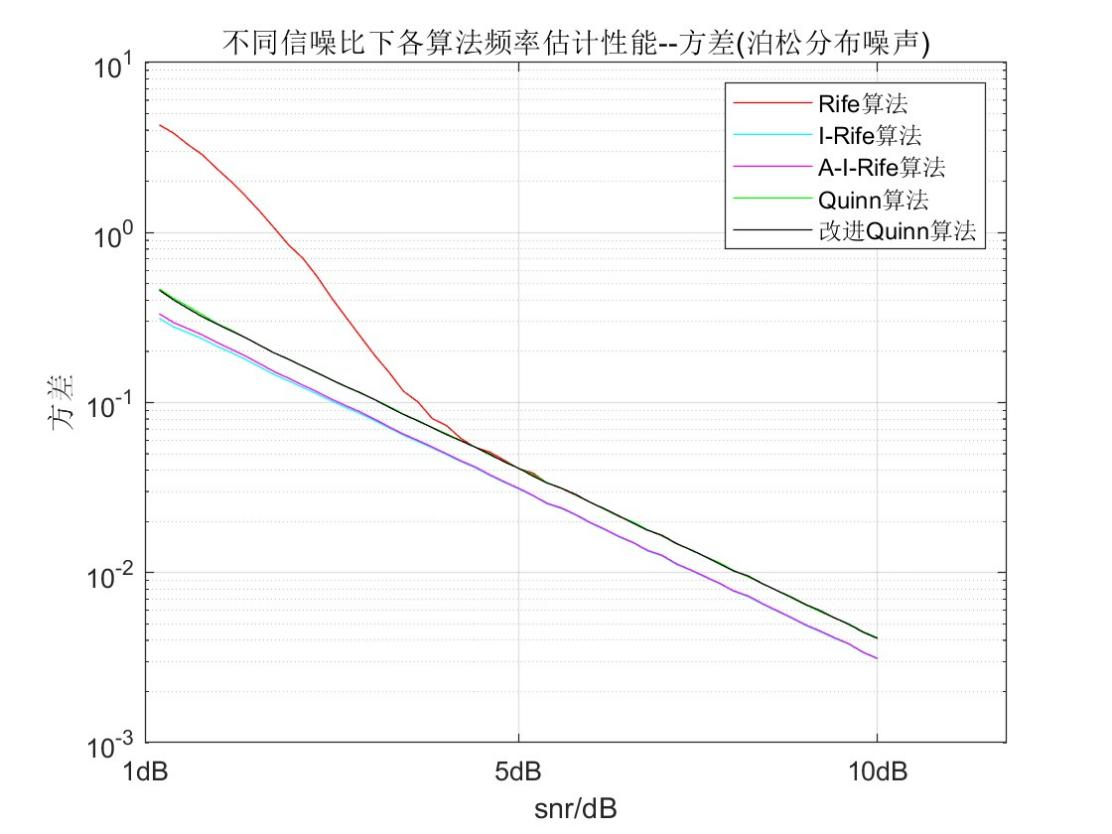 不同信噪比下各算法频率估计性能--方差(泊松分布噪声)
10^1
10^0
10^-1
10^-2
10^-3
方差
Rife算法
I-Rife算法
A-I-Rife算法
Quinn算法
改进Quinn算法
1dB
5dB
10dB
snr/dB